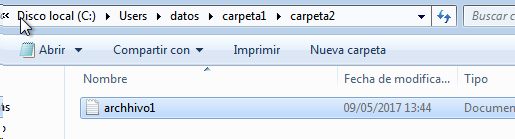 « Disco local (C:) ▸ Users ▸ datos ▸ carpeta1 ▸ carpeta2 Buscar c
Abrir Compartir con Imprimir Nueva carpeta
Nombre Fecha de modifica... Tipo
archhivo1 09/05/2017 13:44 Documen